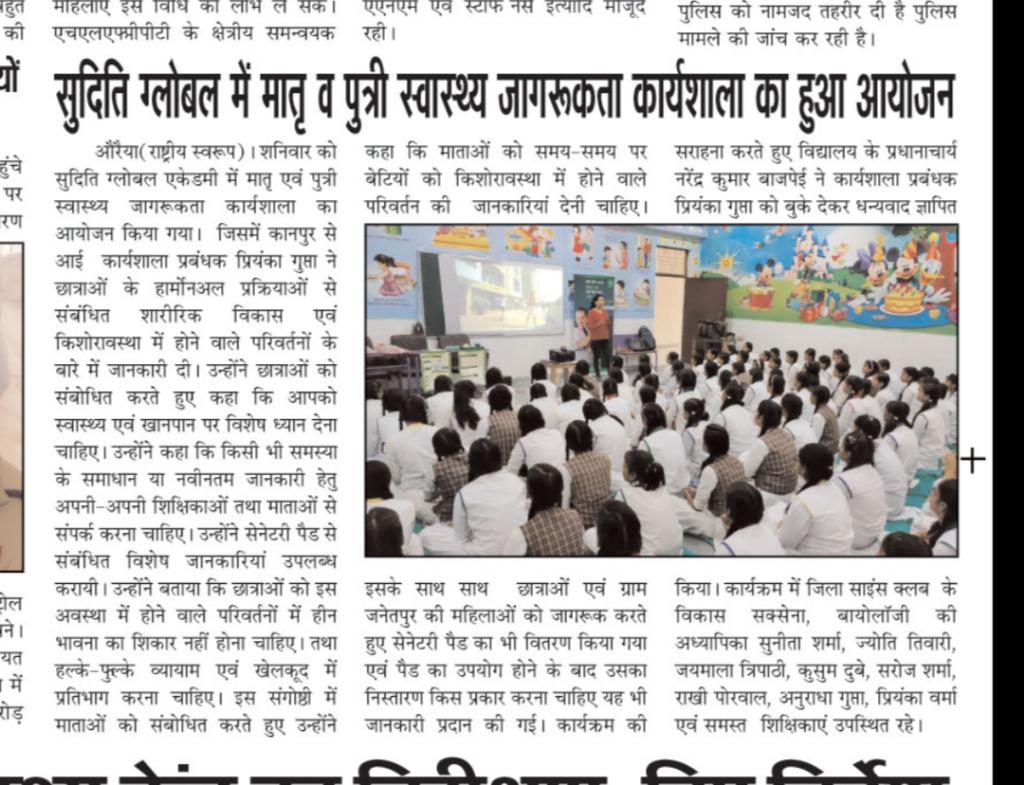 महिलाएं इस विधि का लाभ ले सकें।
एचएलएफपीपीटी के क्षेत्रीय समन्वयक
एएनएम एवं स्टाफ नर्स इत्यादि मौजूद
रही।
पुलिस को नामजद तहरीर दी है पुलिस
मामले की जांच कर रही है।
सुदिति ग्लोबल में मातृ व पुत्री स्वास्थ्य जागरूकता कार्यशाला का हुआ आयोजन
औरैया(राष्ट्रीय स्वरूप)। शनिवार को
सुदिति ग्लोबल एकेडमी में मातृ एवं पुत्री
स्वास्थ्य जागरूकता कार्यशाला का
आयोजन किया गया। जिसमें कानपुर से
आई कार्यशाला प्रबंधक प्रियंका गुप्ता ने
छात्राओं के हार्मोनअल प्रक्रियाओं से
संबंधित शारीरिक विकास एवं
किशोरावस्था में होने वाले परिवर्तनों के
बारे में जानकारी दी। उन्होंने छात्राओं को
संबोधित करते हुए कहा कि आपको
स्वास्थ्य एवं खानपान पर विशेष ध्यान देना
चाहिए। उन्होंने कहा कि किसी भी समस्या
के समाधान या नवीनतम जानकारी हेतु
अपनी-अपनी शिक्षिकाओं तथा माताओं से
संपर्क करना चाहिए। उन्होंने सेनेटरी पैड से
संबंधित विशेष जानकारियां उपलब्ध
करायी। उन्होंने बताया कि छात्राओं को इस
अवस्था में होने वाले परिवर्तनों में हीन
भावना का शिकार नहीं होना चाहिए। तथा
हल्के-फुल्के व्यायाम एवं खेलकूद में
प्रतिभाग करना चाहिए। इस संगोष्ठी में
माताओं को संबोधित करते हुए उन्होंने
कहा कि माताओं को समय-समय पर
बेटियों को किशोरावस्था में होने वाले
परिवर्तन की जानकारियां देनी चाहिए।
इसके साथ साथ छात्राओं एवं ग्राम
जनेतपुर की महिलाओं को जागरूक करते
हुए सेनेटरी पैड का भी वितरण किया गया
एवं पैड का उपयोग होने के बाद उसका
निस्तारण किस प्रकार करना चाहिए यह भी
जानकारी प्रदान की गई। कार्यक्रम की
सराहना करते हुए विद्यालय के प्रधानाचार्य
नरेंद्र कुमार बाजपेई ने कार्यशाला प्रबंधक
प्रियंका गुप्ता को बुके देकर धन्यवाद ज्ञापित
किया। कार्यक्रम में जिला साइंस क्लब के
विकास सक्सेना, बायोलॉजी की
अध्यापिका सुनीता शर्मा, ज्योति तिवारी,
जयमाला त्रिपाठी, कुसुम दुबे, सरोज शर्मा,
राखी पोरवाल, अनुराधा गुप्ता, प्रियंका वर्मा
एवं समस्त शिक्षिकाएं उपस्थित रहे।